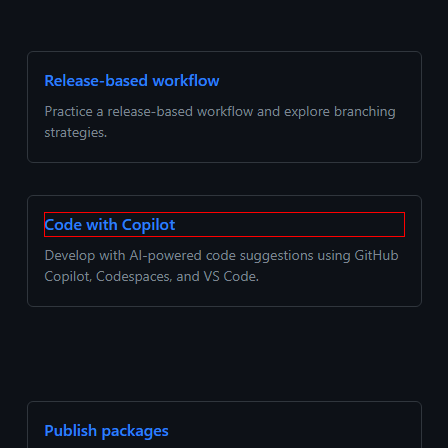 Release-based workflow
Practice a release-based workflow and explore branching
strategies.
Code with Copilot
Develop with AI-powered code suggestions using GitHub
Copilot, Codespaces, and VS Code.
Publish packages